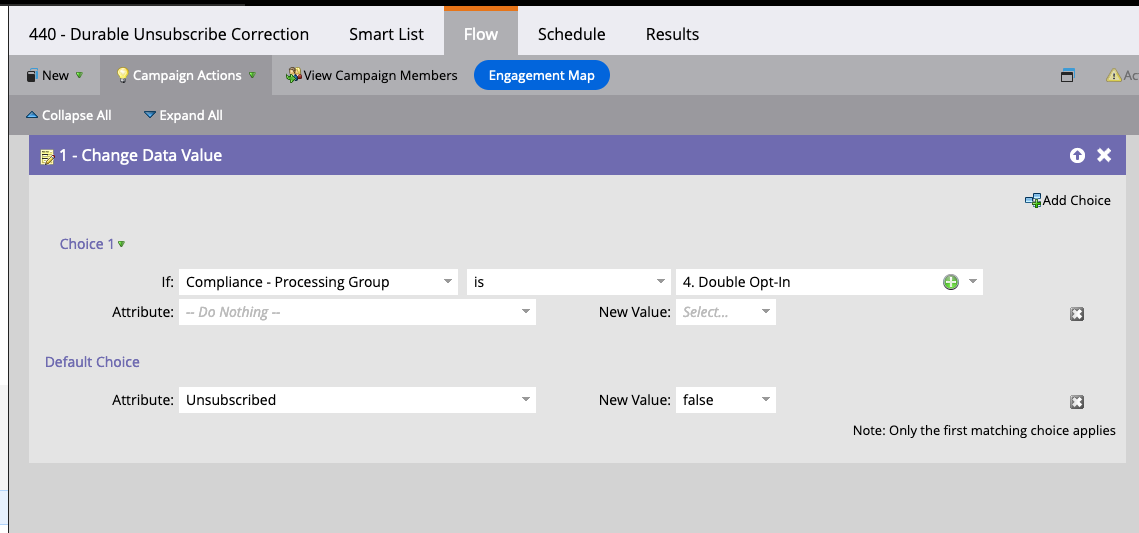 440 - Durable Unsubscribe Correction Smart List Flow Schedule Results
New Campaign Actions View Campaign Members Engagement Map Ac
Collapse All Expand All
1 - Change Data Value
Add Choice
Choice 1
If: Compliance - Processing Group is 4. Double Opt-In
Attribute: -- Do Nothing -- New Value: Select...
Default Choice
Attribute: Unsubscribed New Value: false
Note: Only the first matching choice applies